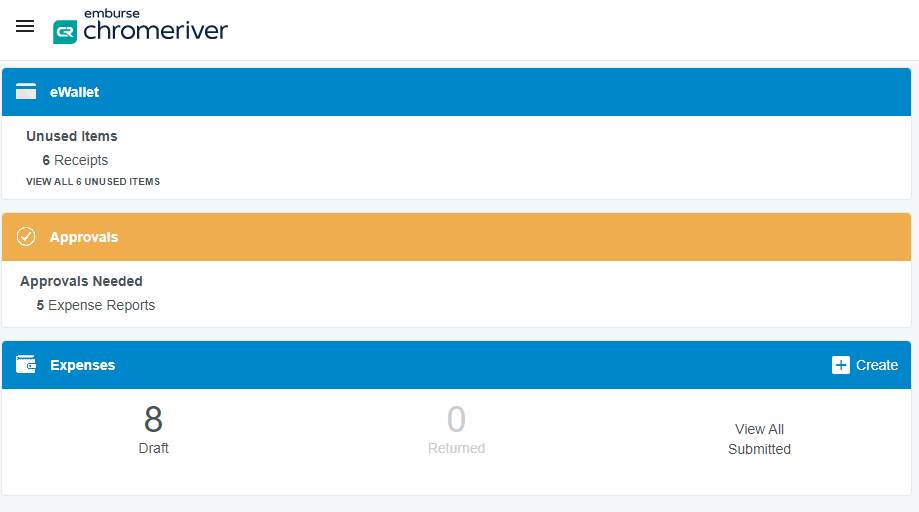 emburse
CR chromeriver
eWallet
Unused Items
6 Receipts
VIEW ALL 6 UNUSED ITEMS
Approvals
Approvals Needed
5 Expense Reports
Expenses
+ Create
8
Draft
0
Returned
View All
Submitted